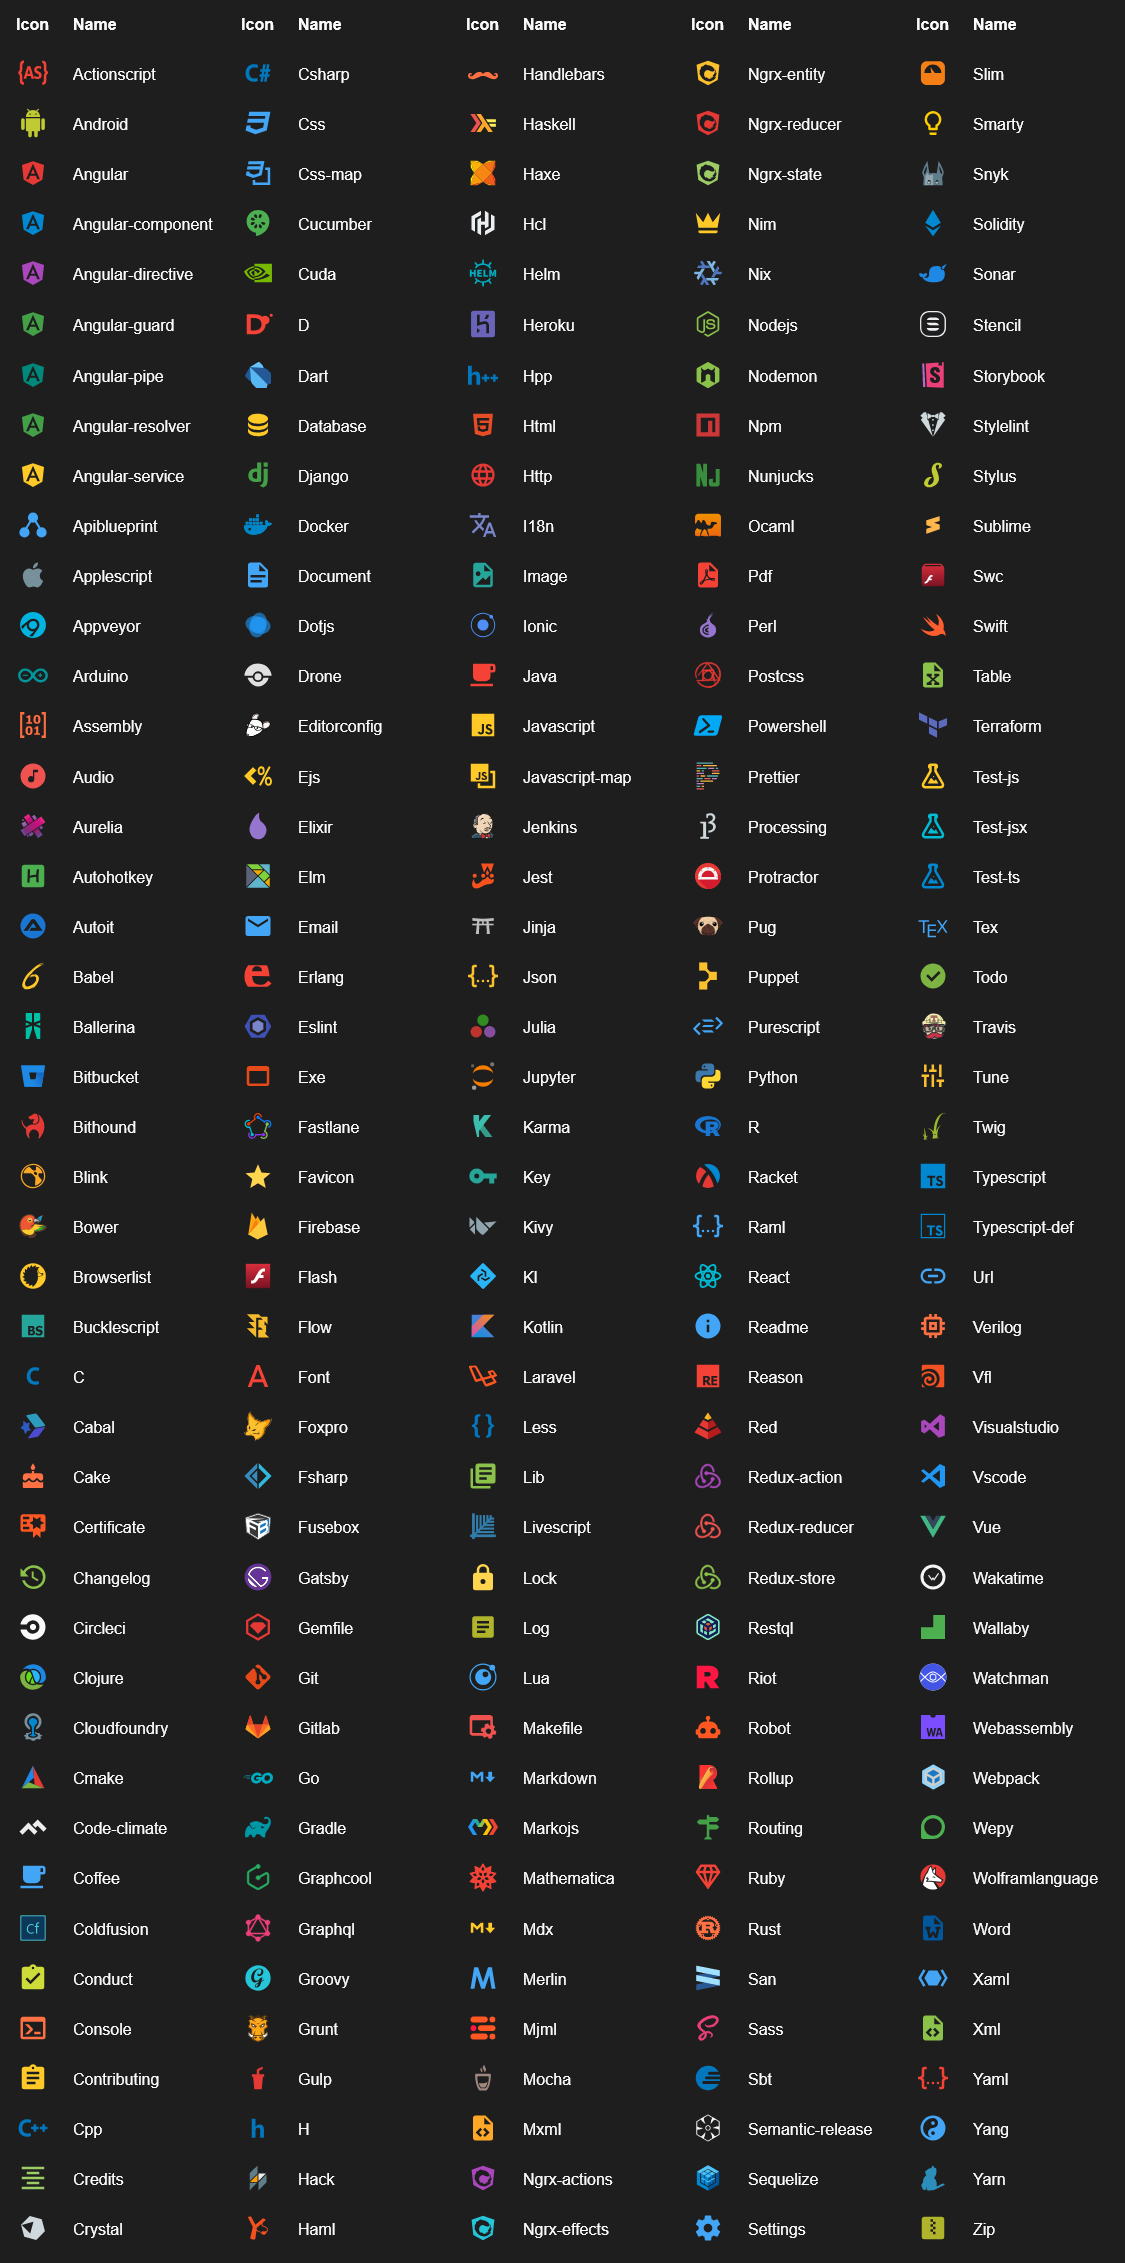 Icon Name Icon Name Icon Name Icon Name Icon Name
Actionscript Csharp Handlebars Ngrx-entity Slim
Android Css Haskell Ngrx-reducer Smarty
Angular Css-map Haxe Ngrx-state Snyk
Angular-component Cucumber Hcl Nim Solidity
Angular-directive Cuda Helm Nix Sonar
Angular-guard D Heroku Nodejs Stencil
Angular-pipe Dart Hpp Nodemon Storybook
Angular-resolver Database Html Npm Stylelint
Angular-service Django Http Nunjucks Stylus
Apiblueprint Docker I18n Ocaml Sublime
Applescript Document Image Pdf Swc
Appveyor Dotjs Ionic Perl Swift
Arduino Drone Java Postcss Table
Assembly Editorconfig Javascript Powershell Terraform
Audio Ejs Javascript-map Prettier Test-js
Aurelia Elixir Jenkins Processing Test-jsx
Autohotkey Elm Jest Protractor Test-ts
Autoit Email Jinja Pug Tex
Babel Erlang Json Puppet Todo
Ballerina Eslint Julia Purescript Travis
Bitbucket Exe Jupyter Python Tune
Bithound Fastlane Karma R Twig
Blink Favicon Key Racket Typescript
Bower Firebase Kivy Raml Typescript-def
Browserlist Flash Kl React Url
Bucklescript Flow Kotlin Readme Verilog
C Font Laravel Reason Vfl
Cabal Foxpro Less Red Visualstudio
Cake Fsharp Lib Redux-action Vscode
Certificate Fusebox Livescript Redux-reducer Vue
Changelog Gatsby Lock Redux-store Wakatime
Circleci Gemfile Log Restql Wallaby
Clojure Git Lua Riot Watchman
Cloudfoundry Gitlab Makefile Robot Webassembly
Cmake Go Markdown Rollup Webpack
Code-climate Gradle Markojs Routing Wepy
Coffee Graphcool Mathematica Ruby Wolframlanguage
Coldfusion Graphql Mdx Rust Word
Conduct Groovy Merlin San Xaml
Console Grunt Mjml Sass Xml
Contributing Gulp Mocha Sbt Yaml
Cpp H Mxml Semantic-release Yang
Credits Hack Ngrx-actions Sequelize Yarn
Crystal Haml Ngrx-effects Settings Zip